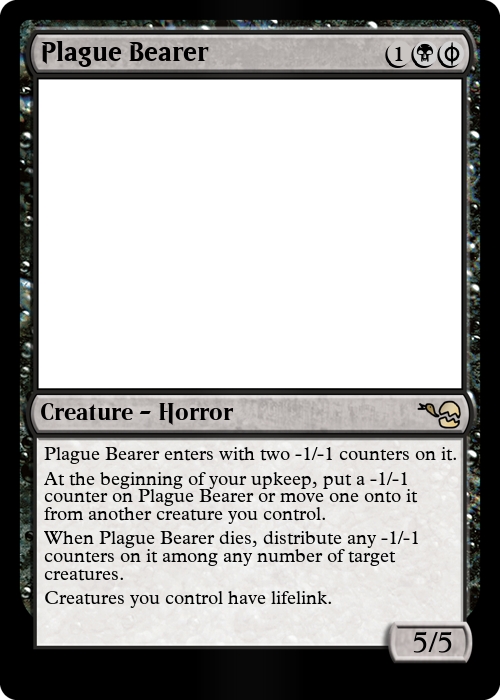 Plague Bearer
1
Creature – Horror
Plague Bearer enters with two -1/-1 counters on it.
At the beginning of your upkeep, put a -1/-1
counter on Plague Bearer or move one onto it
from another creature you control.
When Plague Bearer dies, distribute any -1/-1
counters on it among any number of target
creatures.
Creatures you control have lifelink.
5/5